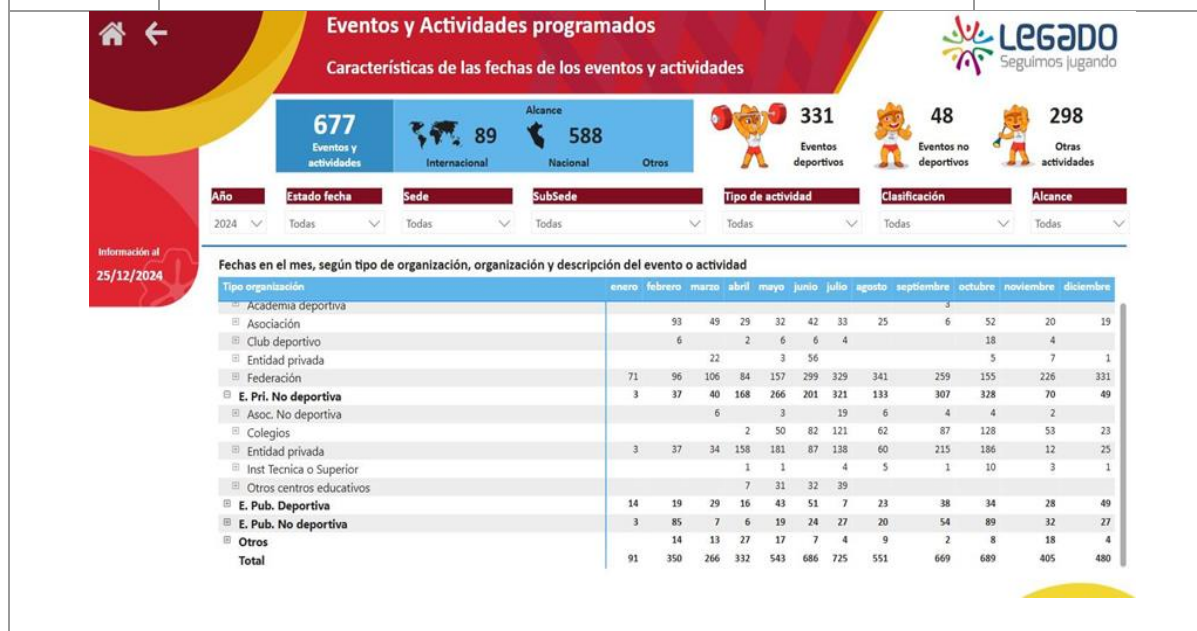 Eventos y Actividades programados
Características de las fechas de los eventos y actividades
LEGADO
Seguimos jugando
677
Eventos y
actividades
Alcance
89
Internacional
588
Nacional
Otros
331
Eventos
deportivos
48
Eventos no
deportivos
298
Otras
actividades
Año Estado fecha Sede SubSede Tipo de actividad Clasificación Alcance
2024 Todas Todas Todas Todas Todas Todas
Información al
25/12/2024
Fechas en el mes, según tipo de organización, organización y descripción del evento o actividad
Tipo organización enero febrero marzo abril mayo junio julio agosto septiembre octubre noviembre diciembre
Academia deportiva 3
Asociación 93 49 29 32 42 33 25 6 52 20 19
Club deportivo 6 2 6 6 4 18 4
Entidad privada 22 3 56 5 7 1
Federación 71 96 106 84 157 299 329 341 259 155 226 331
E. Pri. No deportiva 3 37 40 168 266 201 321 133 307 328 70 49
Asoc. No deportiva 6 3 19 6 4 4 2
Colegios 2 50 82 121 62 87 128 53 23
Entidad privada 3 37 34 158 181 87 138 60 215 186 12 25
Inst Tecnica o Superior 1 1 4 5 1 10 3 1
Otros centros educativos 7 31 32 39
E. Pub. Deportiva 14 19 29 16 43 51 7 23 38 34 28 49
E. Pub. No deportiva 3 85 7 6 19 24 27 20 54 89 32 27
Otros 14 13 27 17 7 4 9 2 8 18 4
Total 91 350 266 332 543 686 725 551 669 689 405 480